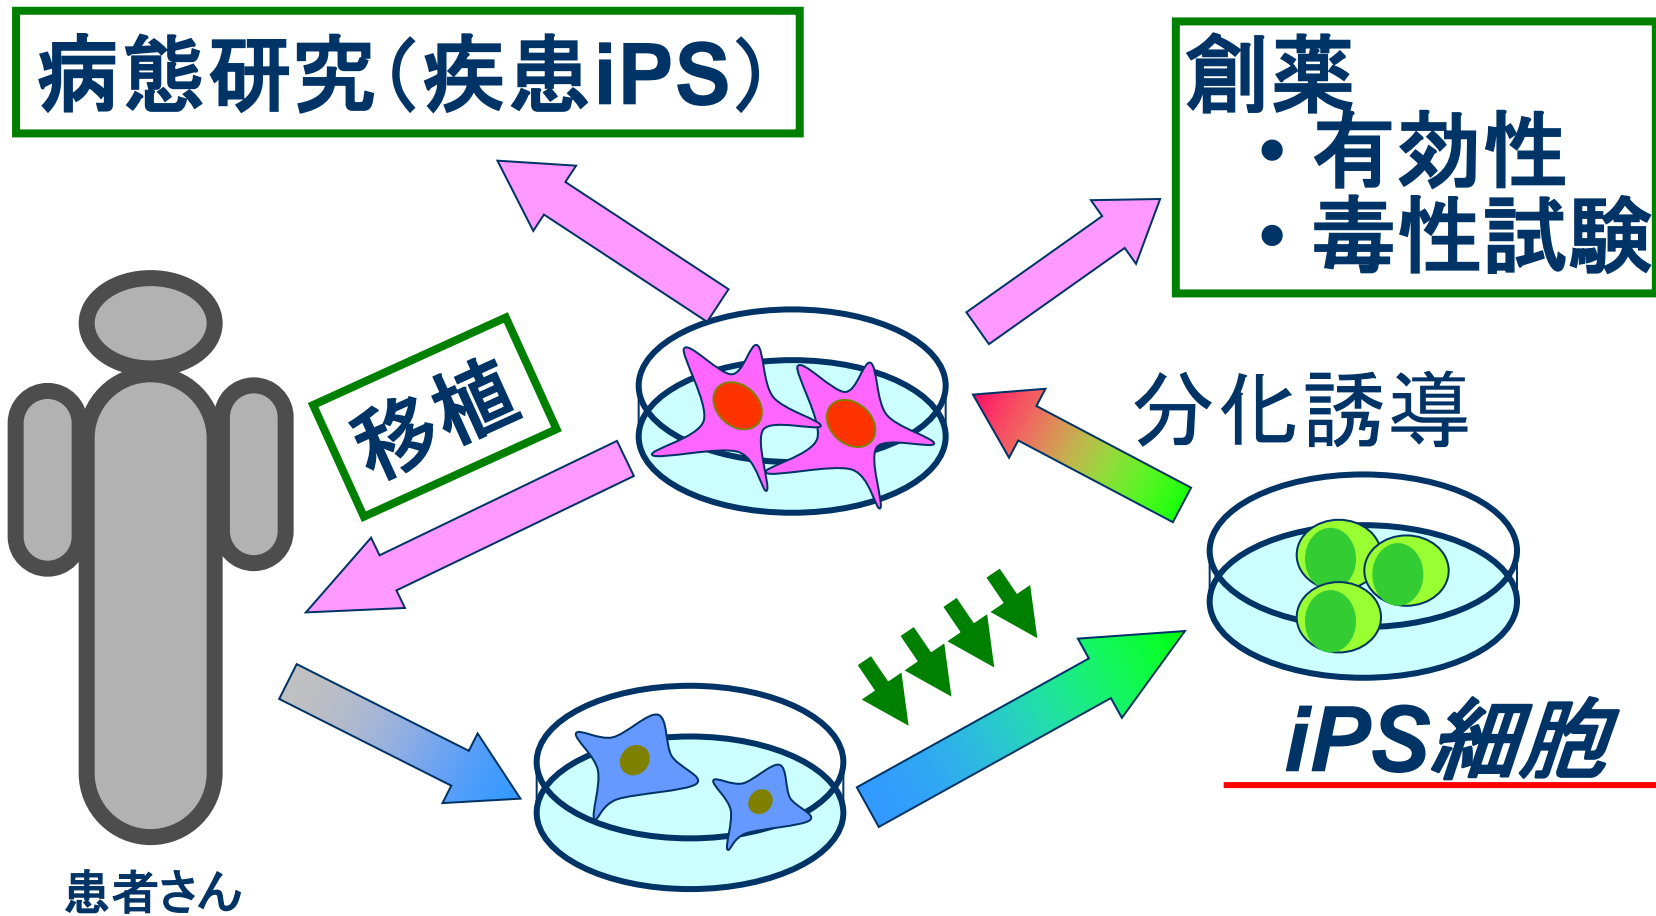 病態研究（疾患iPS）
創薬
・有効性
・毒性試験
移植
分化誘導
iPS細胞
患者さん